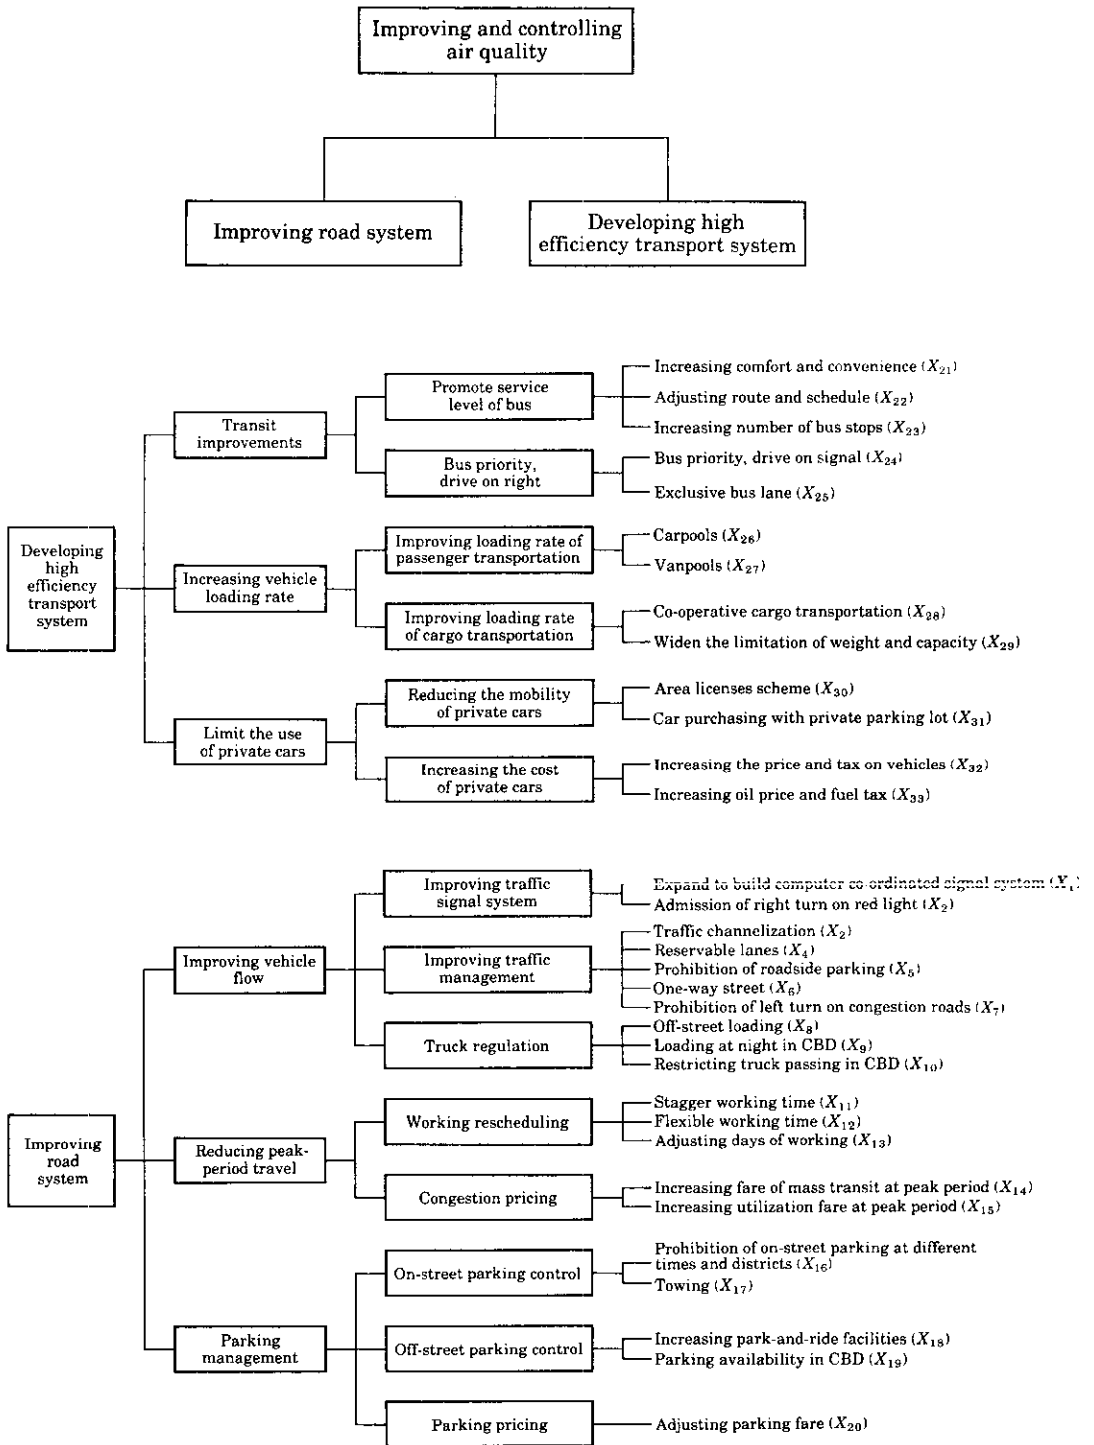 Improving and controlling
air quality
Improving road system
Developing high
efficiency transport system
Developing
high
efficiency
transport
system
Transit
improvements
Promote service
level of bus
Increasing comfort and convenience (X21)
Adjusting route and schedule (X22)
Increasing number of bus stops (X23)
Bus priority,
drive on right
Bus priority, drive on signal (X24)
Exclusive bus lane (X25)
Increasing vehicle
loading rate
Improving loading rate of
passenger transportation
Carpools (X26)
Vanpools (X27)
Improving loading rate
of cargo transportation
Co-operative cargo transportation (X28)
Widen the limitation of weight and capacity (X29)
Limit the use
of private cars
Reducing the mobility
of private cars
Area licenses scheme (X30)
Car purchasing with private parking lot (X31)
Increasing the cost
of private cars
Increasing the price and tax on vehicles (X32)
Increasing oil price and fuel tax (X33)
Improving
road
system
Improving vehicle
flow
Improving traffic
signal system
Expand to build computer co-ordinated signal system (X1)
Admission of right turn on red light (X2)
Improving traffic
management
Traffic channelization (X2)
Reservable lanes (X4)
Prohibition of roadside parking (X5)
One-way street (X6)
Prohibition of left turn on congestion roads (X7)
Truck regulation
Off-street loading (X8)
Loading at night in CBD (X9)
Restricting truck passing in CBD (X10)
Reducing peak-
period travel
Working rescheduling
Stagger working time (X11)
Flexible working time (X12)
Adjusting days of working (X13)
Congestion pricing
Increasing fare of mass transit at peak period (X14)
Increasing utilization fare at peak period (X15)
Parking
management
On-street parking control
Prohibition of on-street parking at different
times and districts (X16)
Towing (X17)
Off-street parking control
Increasing park-and-ride facilities (X18)
Parking availability in CBD (X19)
Parking pricing
Adjusting parking fare (X20)